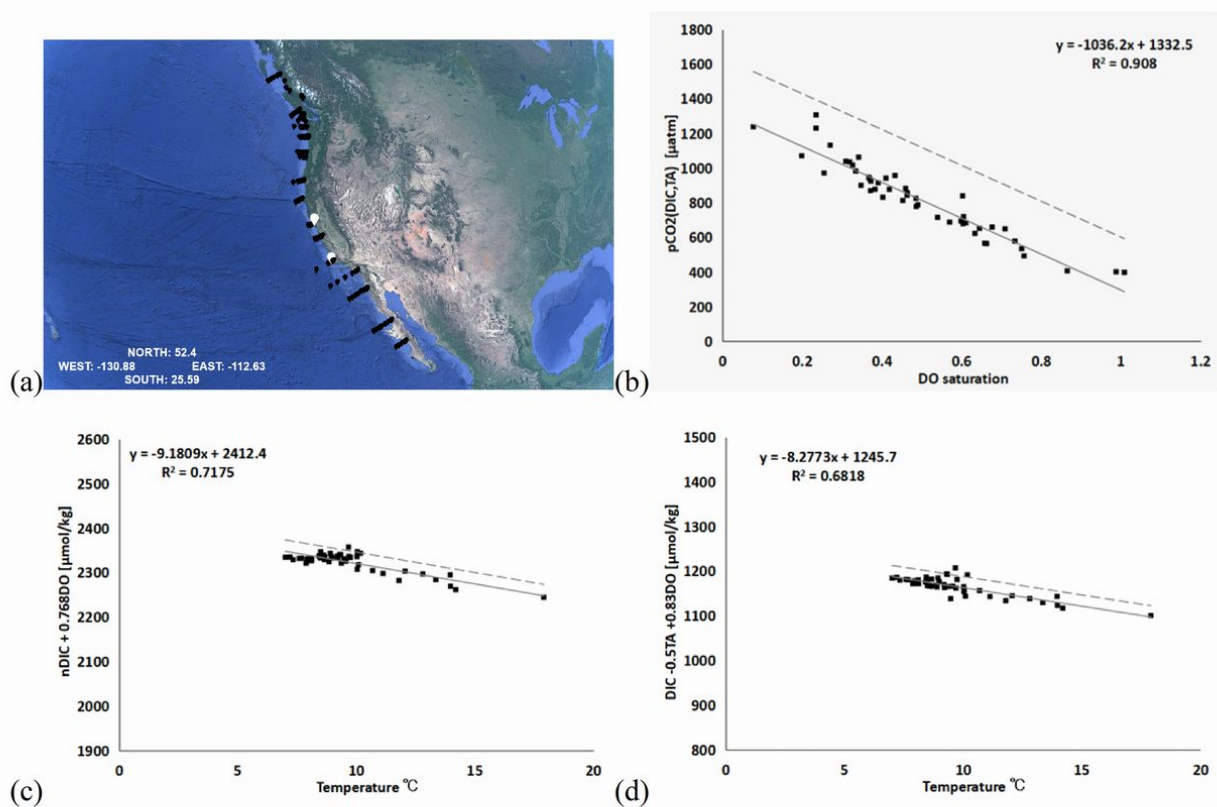 NORTH: 52.4
WEST: -130.88 EAST: -112.63
SOUTH: 25.59
(a)
y = -1036.2x + 1332.5
R² = 0.908
pCO2(DIC,TA) [µatm]
1800
1600
1400
1200
1000
800
600
400
200
0
0 0.2 0.4 0.6 0.8 1 1.2
DO saturation
(b)
y = -9.1809x + 2412.4
R² = 0.7175
nDIC + 0.768DO [µmol/kg]
2600
2500
2400
2300
2200
2100
2000
1900
0 5 10 15 20
Temperature ℃
(c)
y = -8.2773x + 1245.7
R² = 0.6818
DIC -0.5TA +0.83DO [µmol/kg]
1500
1400
1300
1200
1100
1000
900
800
0 5 10 15 20
Temperature ℃
(d)